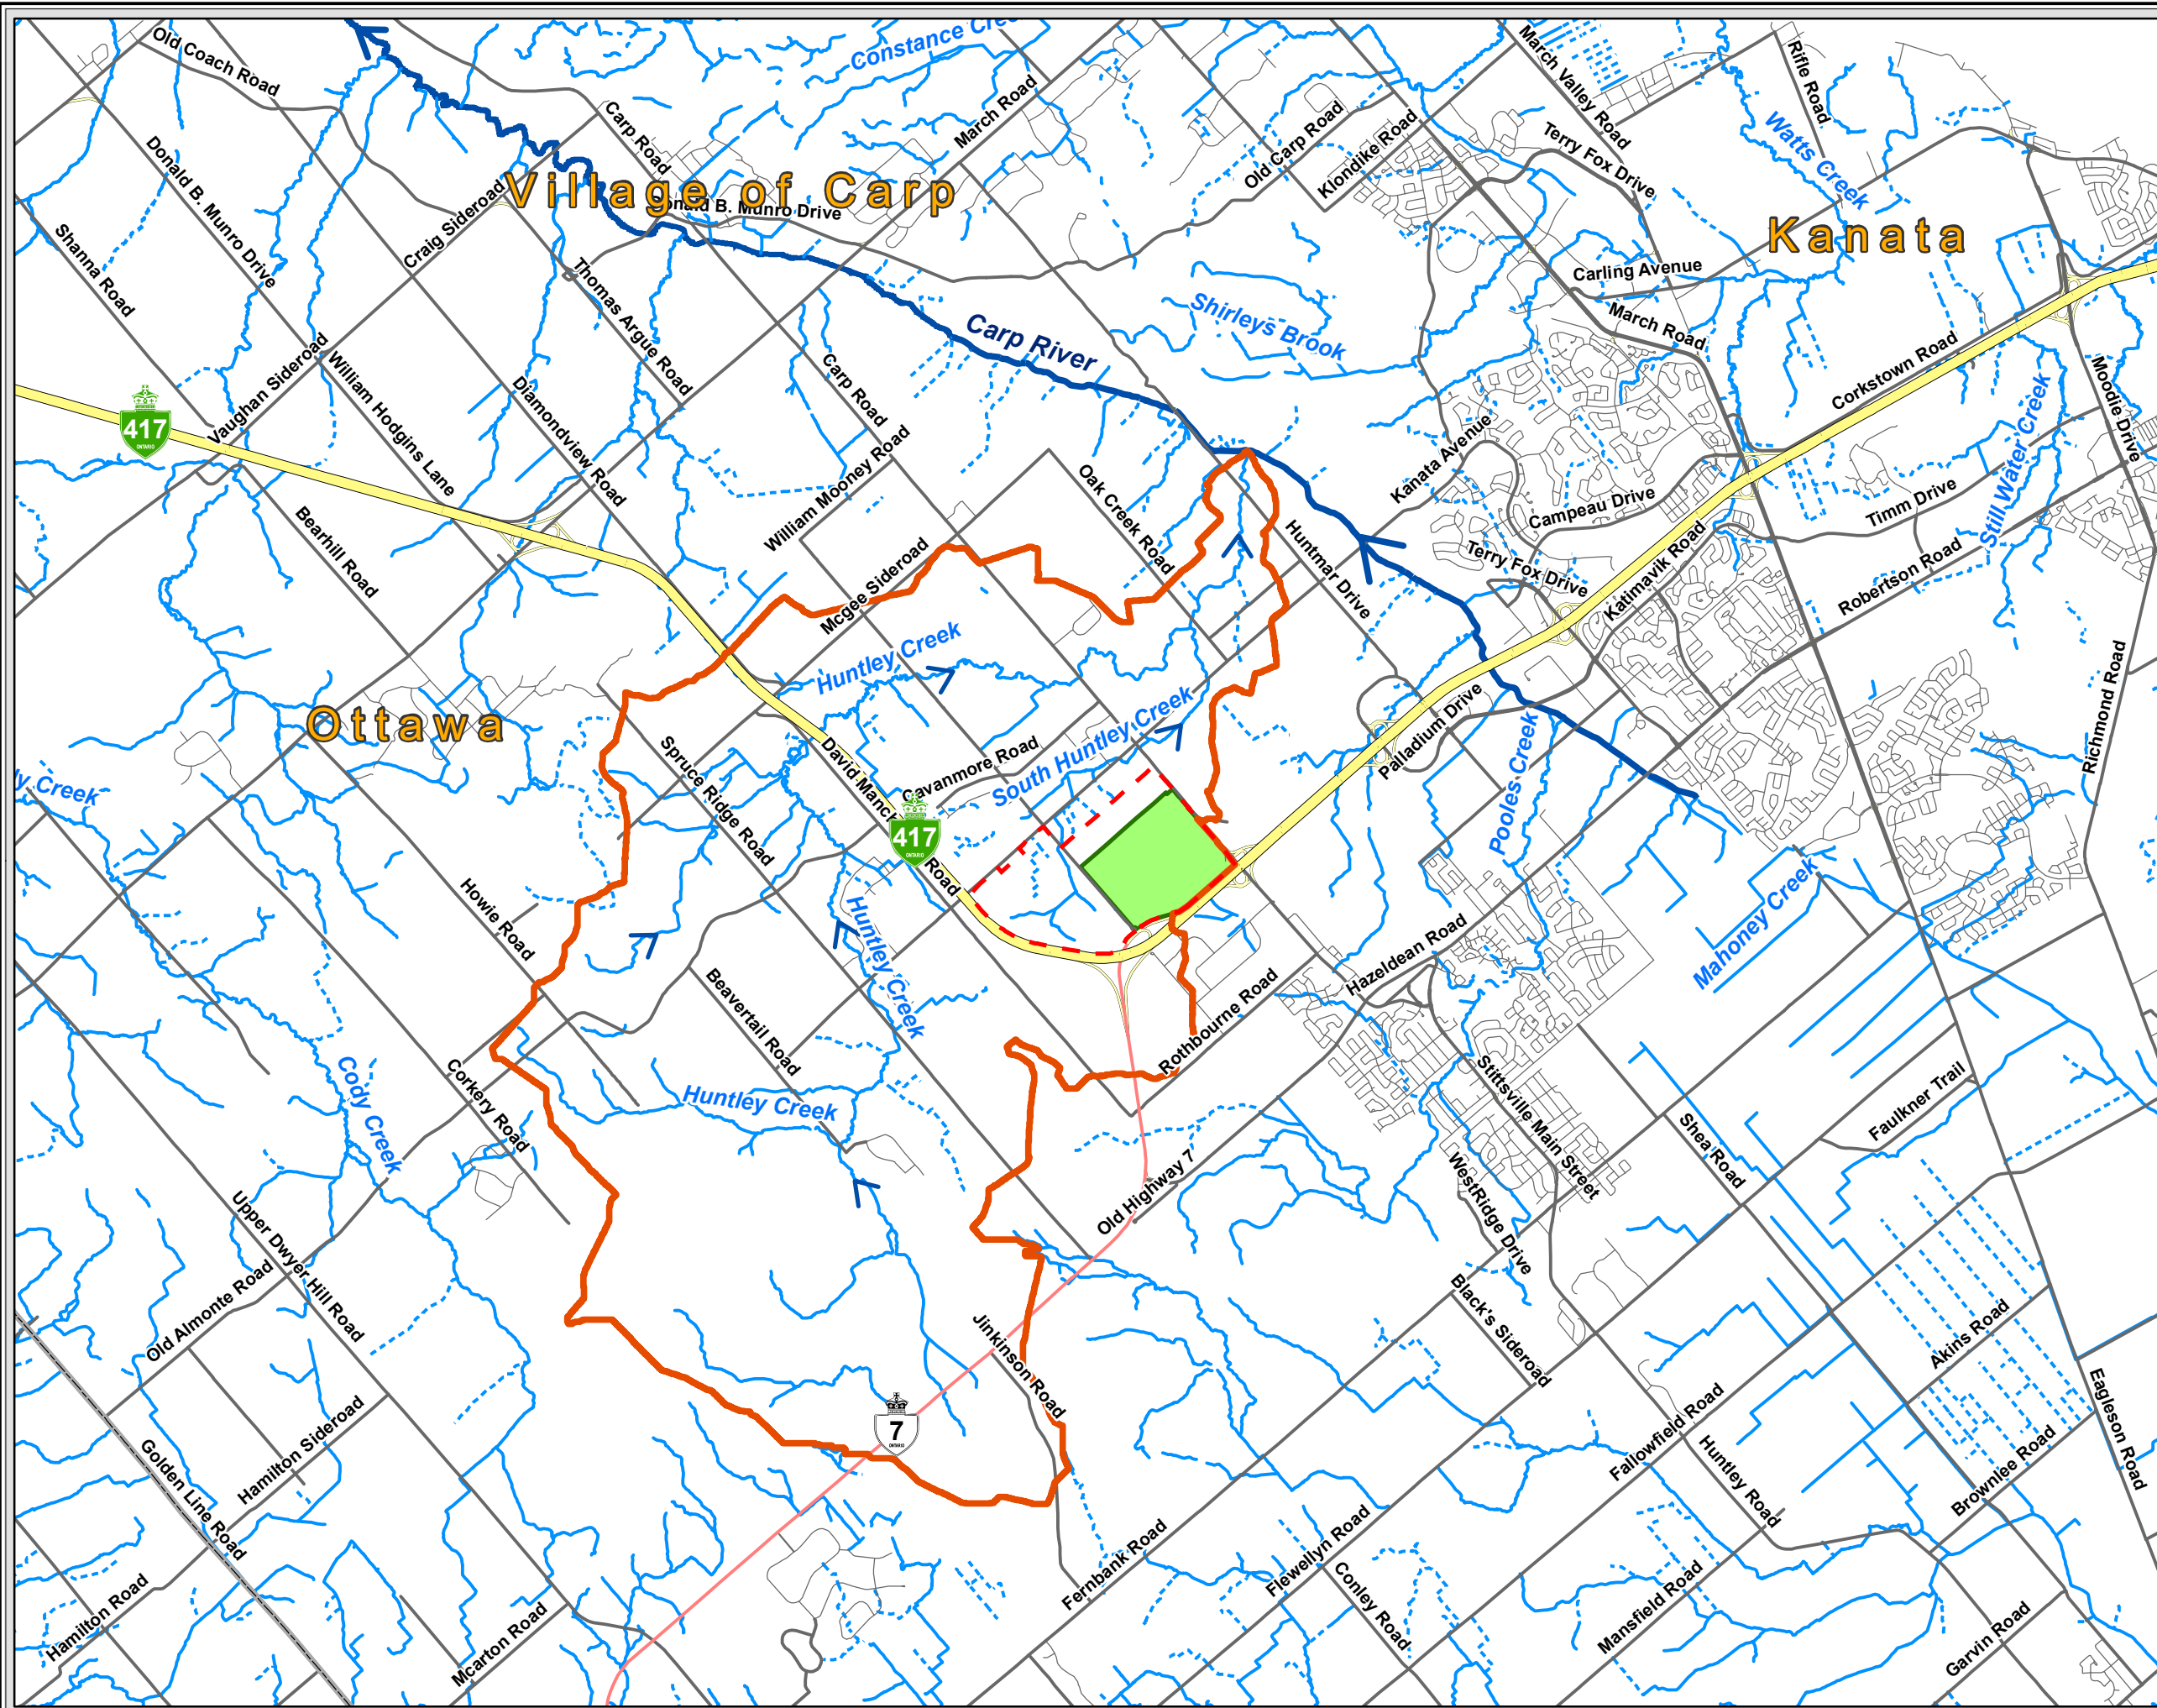 Constance Cre
Old Coach Road
March Valley Road
Rifle Road
March Road
Carp Road
Old Carp Road
Klondike Road
Terry Fox Drive
Watts Creek
Donald B. Munro Drive
Craig Sideroad
Village of Carp
onald B. Munro Drive
Kanata
Shanna Road
Thomas Argue Road
Carling Avenue
Shirleys Brook
March Road
Carp River
Vaughan Sideroad
William Hodgins Lane
Diamondview Road
Carp Road
Corkstown Road
Moodie Drive
417
ONTARIO
William Mooney Road
Oak Creek Road
Kanata Avenue
Campeau Drive
Still Water Creek
Timm Drive
Bearhill Road
Mcgee Sideroad
Huntmar Drive
Terry Fox Drive
Katimavik Road
Robertson Road
Huntley Creek
Richmond Road
Ottawa
Spruce Ridge Road
David Manch
Road
Cavanmore Road
South Huntley Creek
Palladium Drive
Pooles Creek
y Creek
417
ONTARIO
Howie Road
Huntley Creek
Hazeldean Road
Mahoney Creek
Beavertail Road
Rothbourne Road
Cody Creek
Corkery Road
Huntley Creek
Stittsville Main Street
Shea Road
Faulkner Trail
Old Highway 7
WestRidge Drive
Upper Dwyer Hill Road
Old Almonte Road
Jinkinson Road
Black's Sideroad
Akins Road
Eagleson Road
Hamilton Sideroad
7
ONTARIO
Fallowfield Road
Huntley Road
Brownlee Road
Golden Line Road
Fernbank Road
Flewellyn Road
Conley Road
Mansfield Road
Garvin Road
Hamilton Road
Mcarton Road